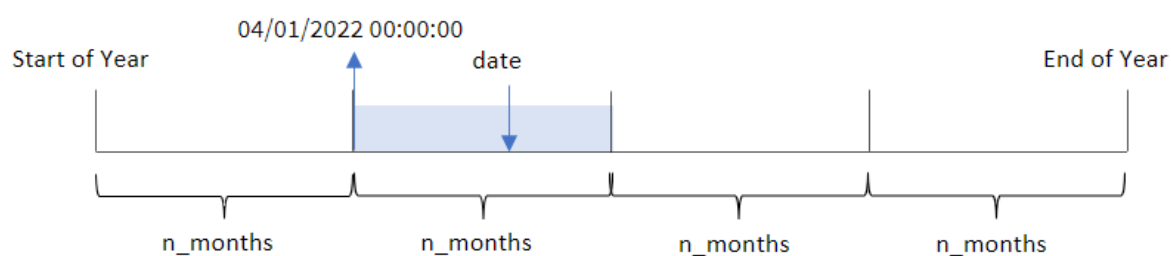 04/01/2022 00:00:00
Start of Year
date
End of Year
n_months
n_months
n_months
n_months